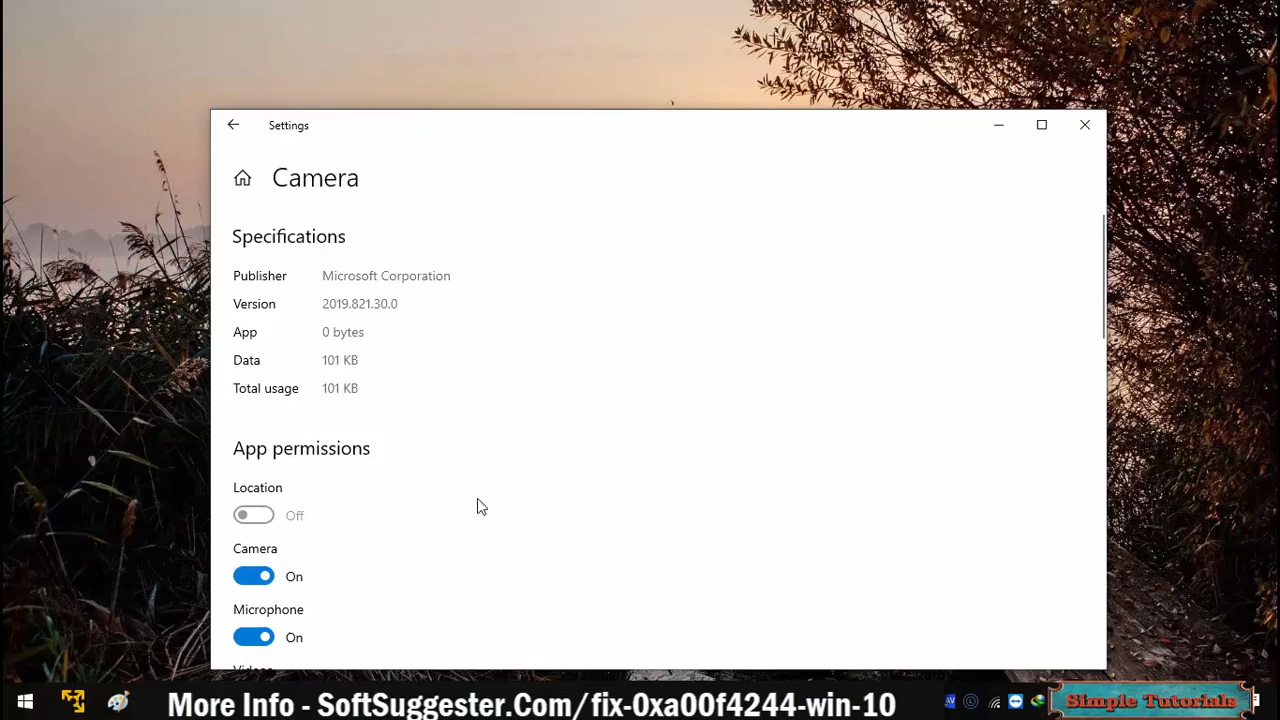 Settings
Camera
Specifications
Publisher Microsoft Corporation
Version 2019.821.30.0
App 0 bytes
Data 101 KB
Total usage 101 KB
App permissions
Location
Off
Camera
On
Microphone
On
Videos
More Info - SoftSuggester.Com/fix-0xa00f4244-win-10
Simple Tutorials